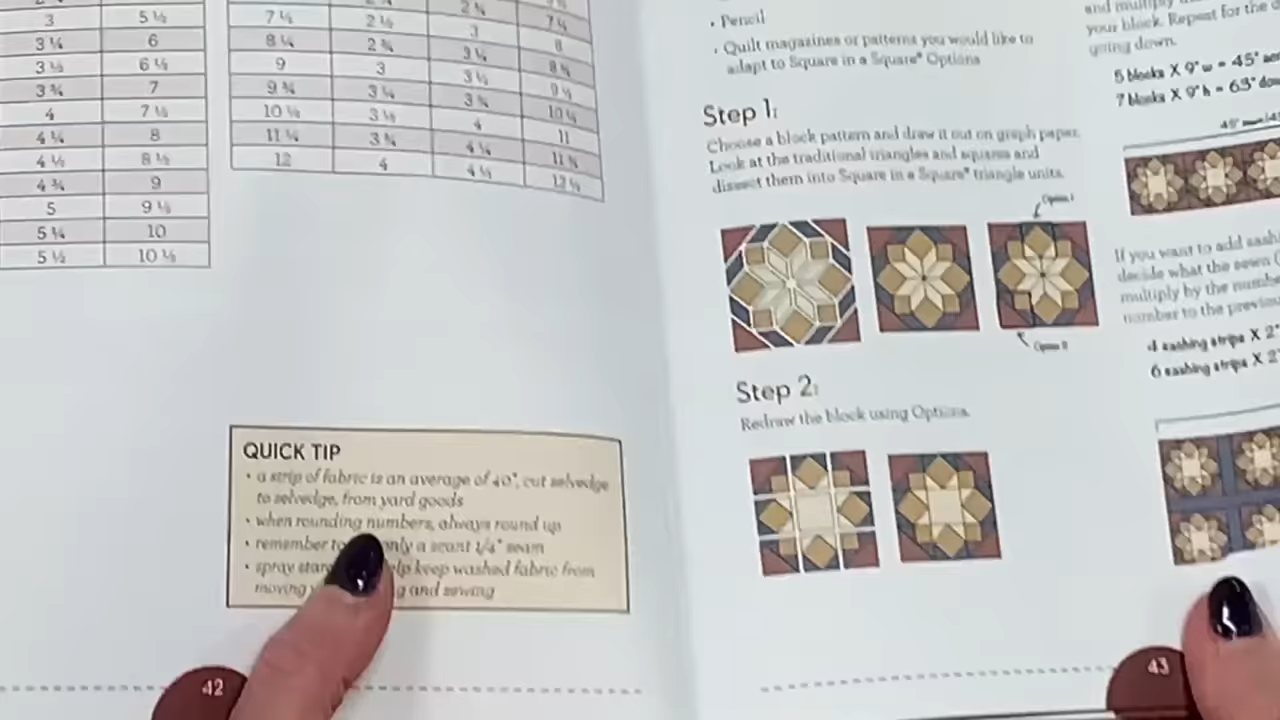 3 5 ½
3 ¼ 6
3 ½ 6 ½
3 ¾ 7
4 7 ½
4 ¼ 8
4 ½ 8 ½
4 ¾ 9
5 9 ½
5 ¼ 10
5 ½ 10 ½
2 ¾
7 ½ 2 ½ 3
8 ¼ 2 ¾ 3 ¼ 8
9 3 3 ½
9 ¾ 3 ¼ 3 ¾
10 ½ 3 ½ 4
11 ¼ 3 ¾ 4 ¼ 11
12 4 4 ½
QUICK TIP
• a strip of fabric is an average of 40", cut selvedge
to selvedge, from yard goods
• when rounding numbers, always round up
• remember to only a scant 1/4" seam
• spray help keep washed fabric from
moving and sewing
42
• Pencil
• Quilt magazines or patterns you would like to
adapt to Square in a Square® Options
Step 1:
Choose a block pattern and draw it out on graph paper.
Look at the traditional triangles and squares and
dissect them into Square in a Square® triangle units.
Option 1
Option 11
Step 2:
Redraw the block using Options.
and multiply
your block. Repeat for the
going down.
5 blocks X 9" w = 45"
7 blocks X 9" h = 63"
If you want to add
decide what the sewn
multiply by the
number to the
4 sashing strips X 2"
6 sashing strips X 2"
43